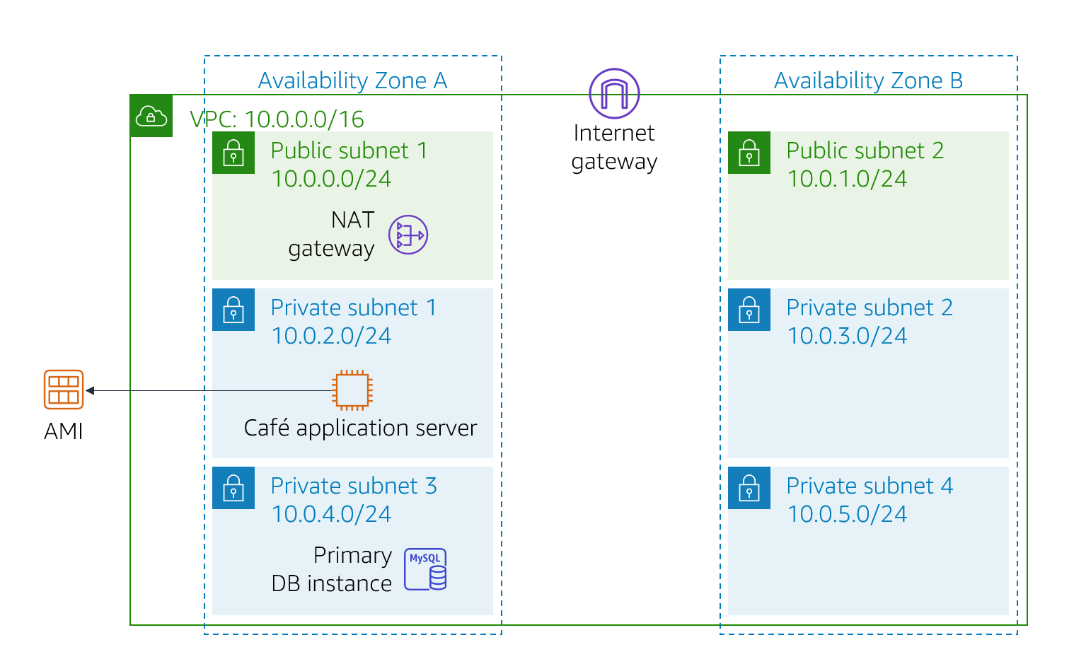 Availability Zone A
Availability Zone B
VPC: 10.0.0.0/16
Internet
gateway
Public subnet 1
10.0.0.0/24
NAT
gateway
Public subnet 2
10.0.1.0/24
Private subnet 1
10.0.2.0/24
Café application server
AMI
Private subnet 2
10.0.3.0/24
Private subnet 3
10.0.4.0/24
Primary
DB instance
MySQL
Private subnet 4
10.0.5.0/24